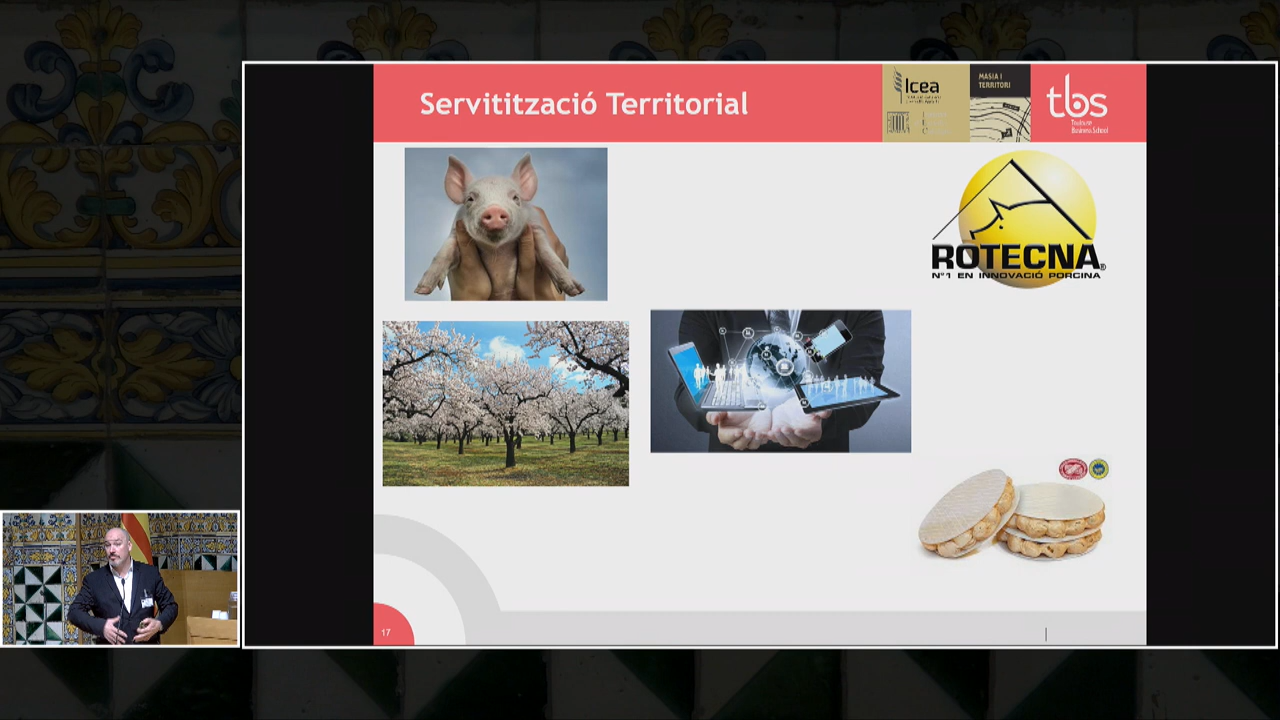 Servitització Territorial
Icea
MASIA I
TERRITORI
tbs
Toulouse
Business School
ROTECNA®
Nº1 EN INNOVACIÓ PORCINA
17